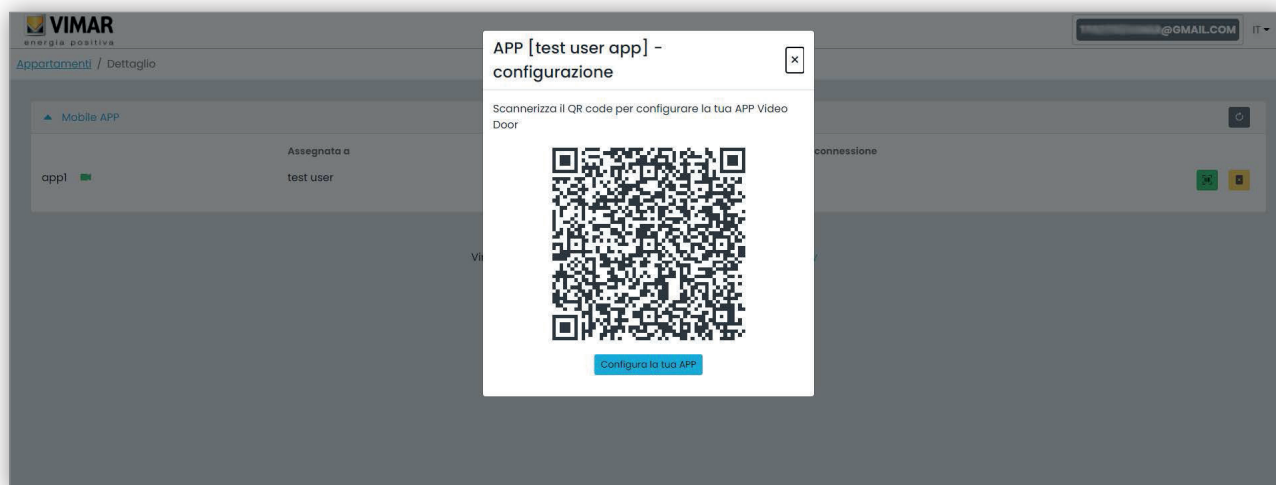 VIMAR
energia positiva
@GMAIL.COM IT
Appartamenti / Dettaglio
APP [test user app] -
configurazione
×
Scannerizza il QR code per configurare la tua APP Video
Door
Mobile APP
Assegnata a
connessione
app1
test user
Configura la tua APP